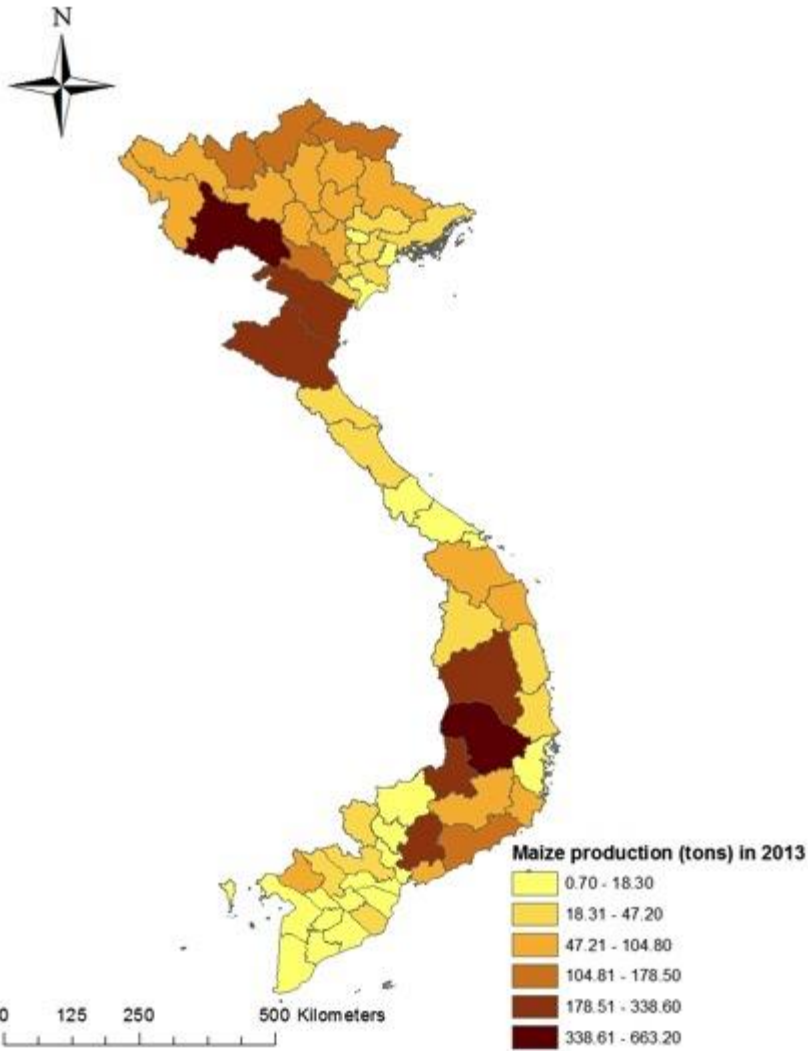 N
Maize production (tons) in 2013
0.70 - 18.30
18.31 - 47.20
47.21 - 104.80
104.81 - 178.50
178.51 - 338.60
338.61 - 663.20
0 125 250 500 Kilometers